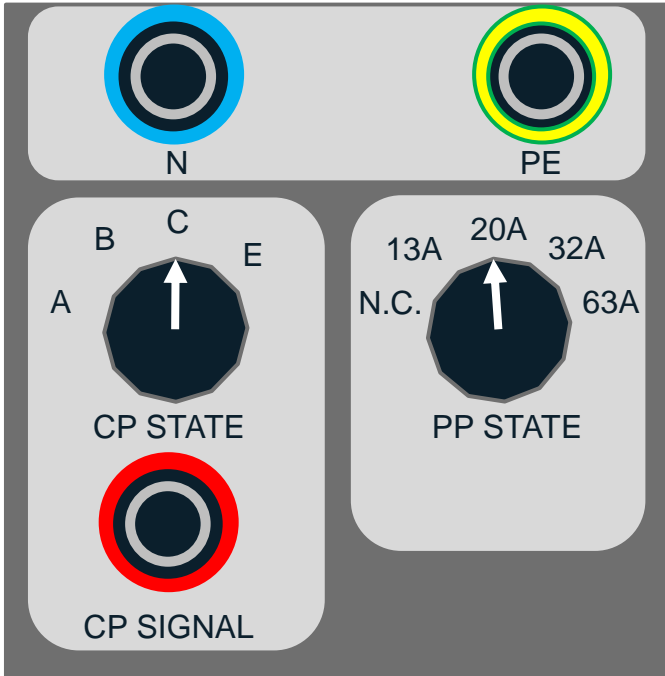 N
PE
A
B
C
E
CP STATE
N.C.
13A
20A
32A
63A
PP STATE
CP SIGNAL